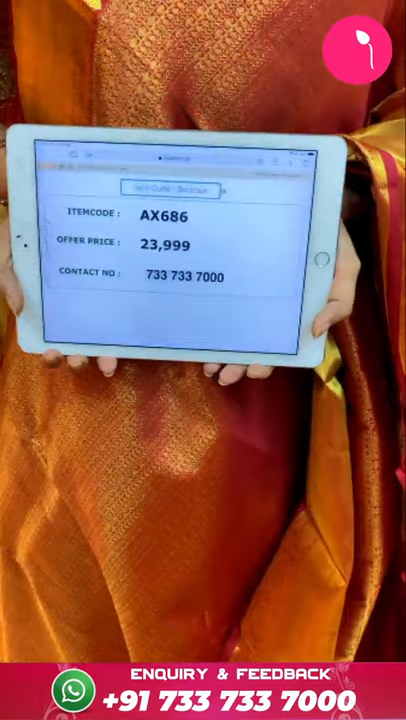 ITEMCODE : AX686
OFFER PRICE : 23,999
CONTACT NO : 733 733 7000
ENQUIRY & FEEDBACK
+91 733 733 7000